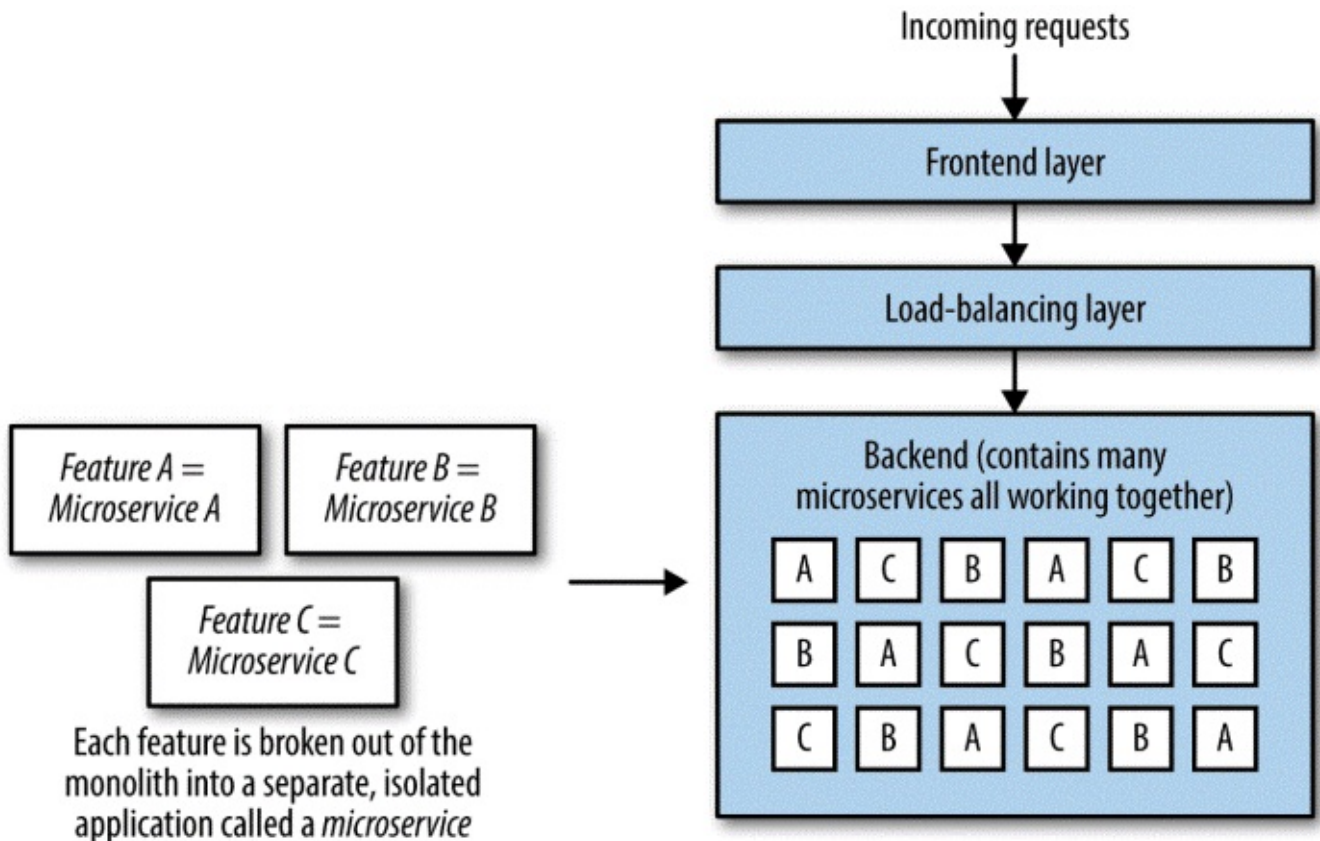 Incoming requests
Frontend layer
Load-balancing layer
Feature A =
Microservice A
Feature B =
Microservice B
Feature C =
Microservice C
Each feature is broken out of the
monolith into a separate, isolated
application called a microservice
Backend (contains many
microservices all working together)
A C B A C B
B A C B A C
C B A C B A